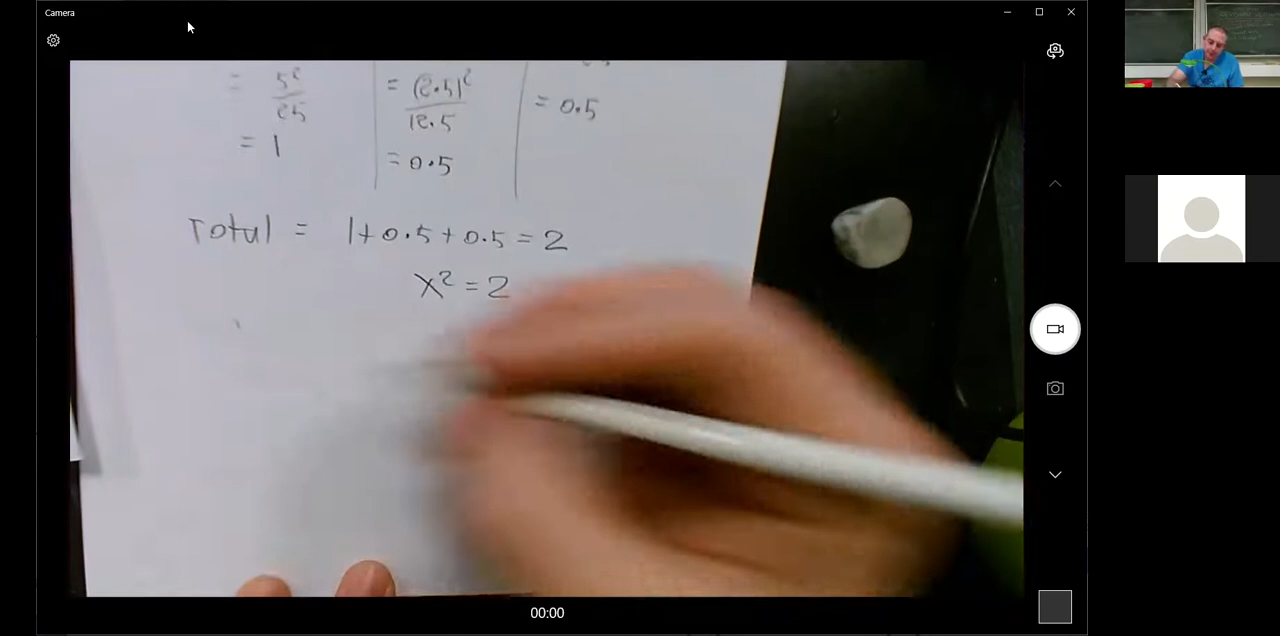 Camera
= 5² = (2.5)² = 0.5
25 12.5
= 1 = 0.5
Total = 1 + 0.5 + 0.5 = 2
X² = 2
00:00